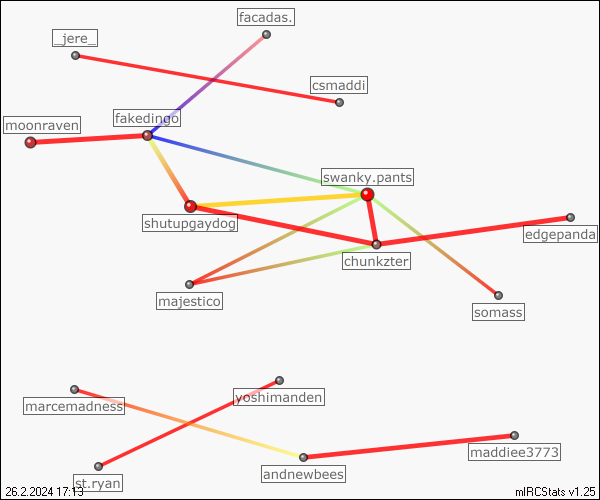 facadas.
_jere_
csmaddi
fakedingo
moonraven
swanky.pants
shutupgaydog
edgepanda
chunkzter
majestico
somass
yoshimanden
marcemadness
maddiee3773
andnewbees
st.ryan
26.2.2024 17:13
mIRCStats v1.25